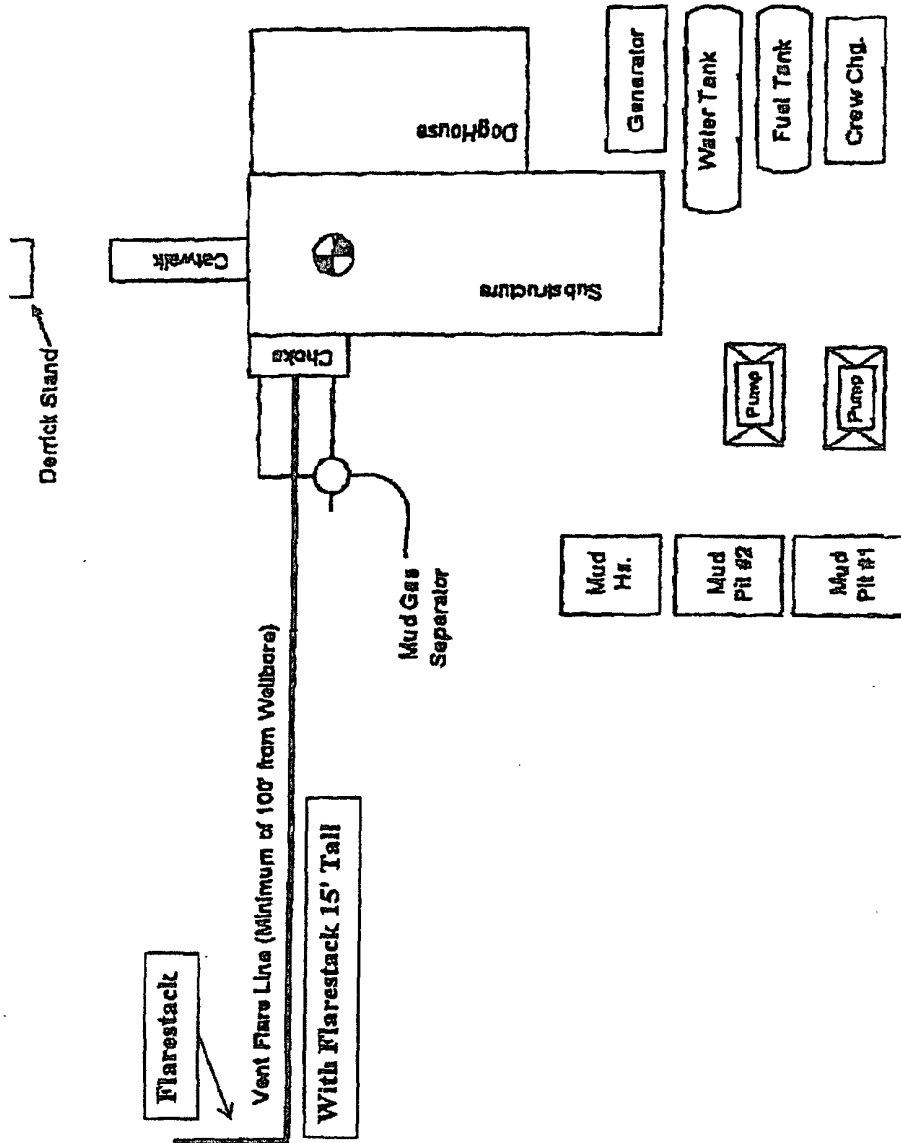 Flarestack
Vent Flare Line (Minimum of 100' from Wellbore)
With Flarestack 15' Tall
Derrick Stand
Mud Gas
Separator
Mud
Hs.
Mud
Pit #2
Mud
Pit #1
Choke
Pump
Pump
Catwalk
Substructure
DogHouse
Generator
Water Tank
Fuel Tank
Crew Chg.